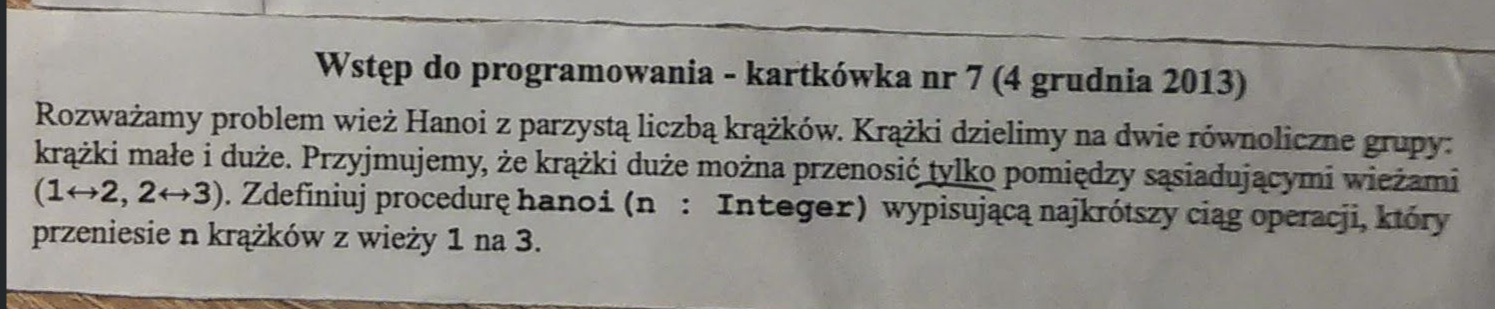 Wstęp do programowania - kartkówka nr 7 (4 grudnia 2013)
Rozważamy problem wież Hanoi z parzystą liczbą krążków. Krążki dzielimy na dwie równoliczne grupy:
krążki małe i duże. Przyjmujemy, że krążki duże można przenosić tylko pomiędzy sąsiadującymi wieżami
(1↔2, 2↔3). Zdefiniuj procedurę hanoi(n : Integer) wypisującą najkrótszy ciąg operacji, który
przeniesie n krążków z wieży 1 na 3.